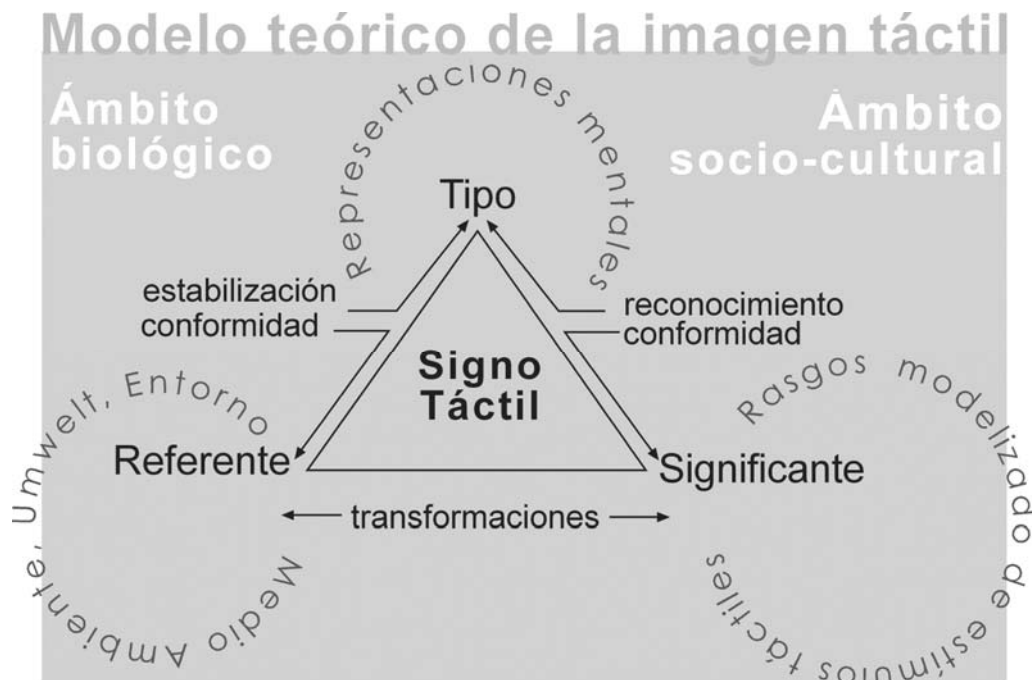 Modelo teórico de la imagen táctil
Ámbito
biológico
Ámbito
socio-cultural
Representaciones mentales
Tipo
estabilización
conformidad
reconocimiento
conformidad
Signo
Táctil
Medio Ambiente, Umwelt, Entorno
Referente
Rasgos modelizado de estímulos táctiles
Significante
transformaciones